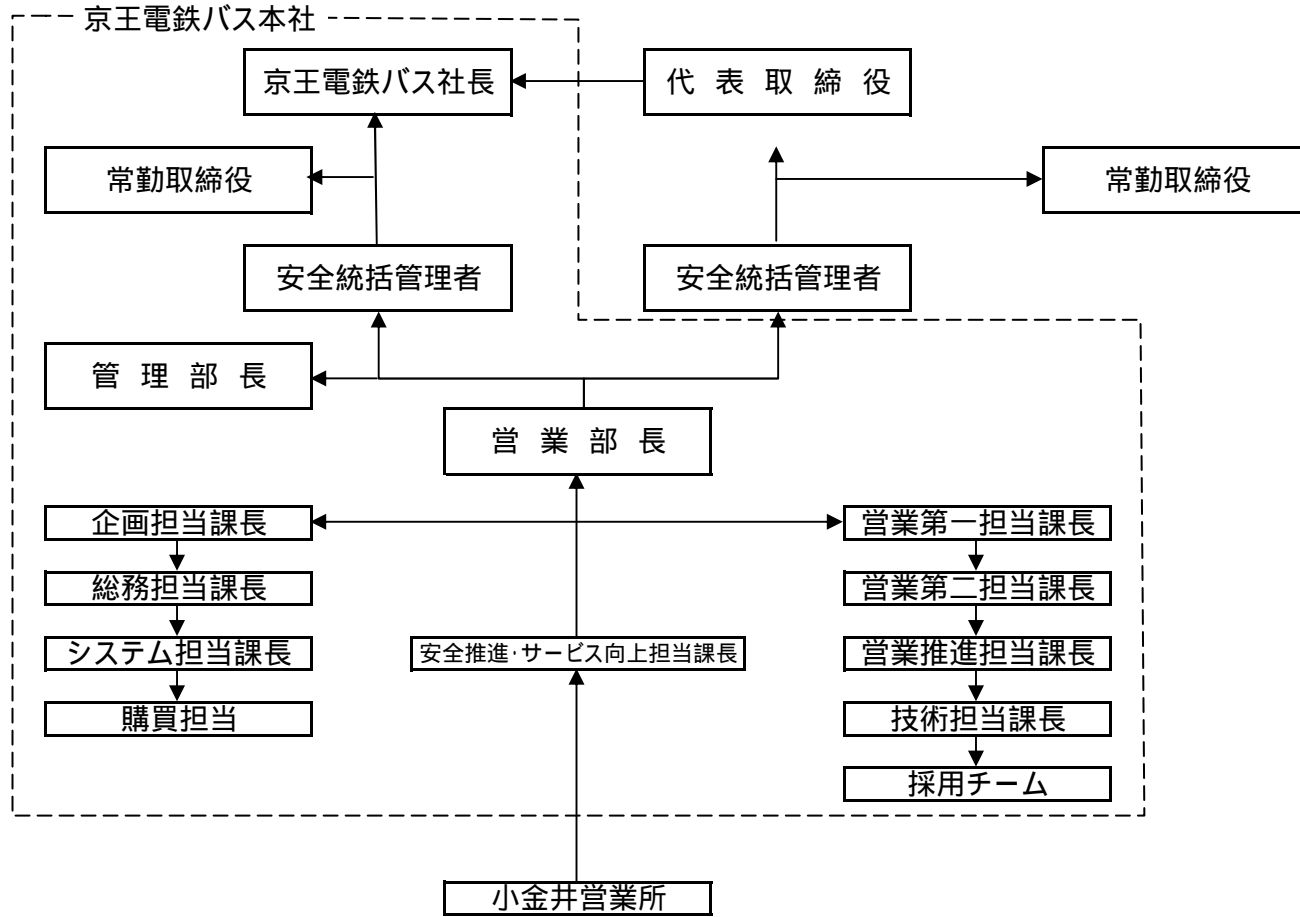 京王電鉄バス本社
京王電鉄バス社長
代表取締役
常勤取締役
常勤取締役
安全統括管理者
安全統括管理者
管理部長
営業部長
企画担当課長
営業第一担当課長
総務担当課長
営業第二担当課長
システム担当課長
安全推進・サービス向上担当課長
営業推進担当課長
購買担当
技術担当課長
採用チーム
小金井営業所